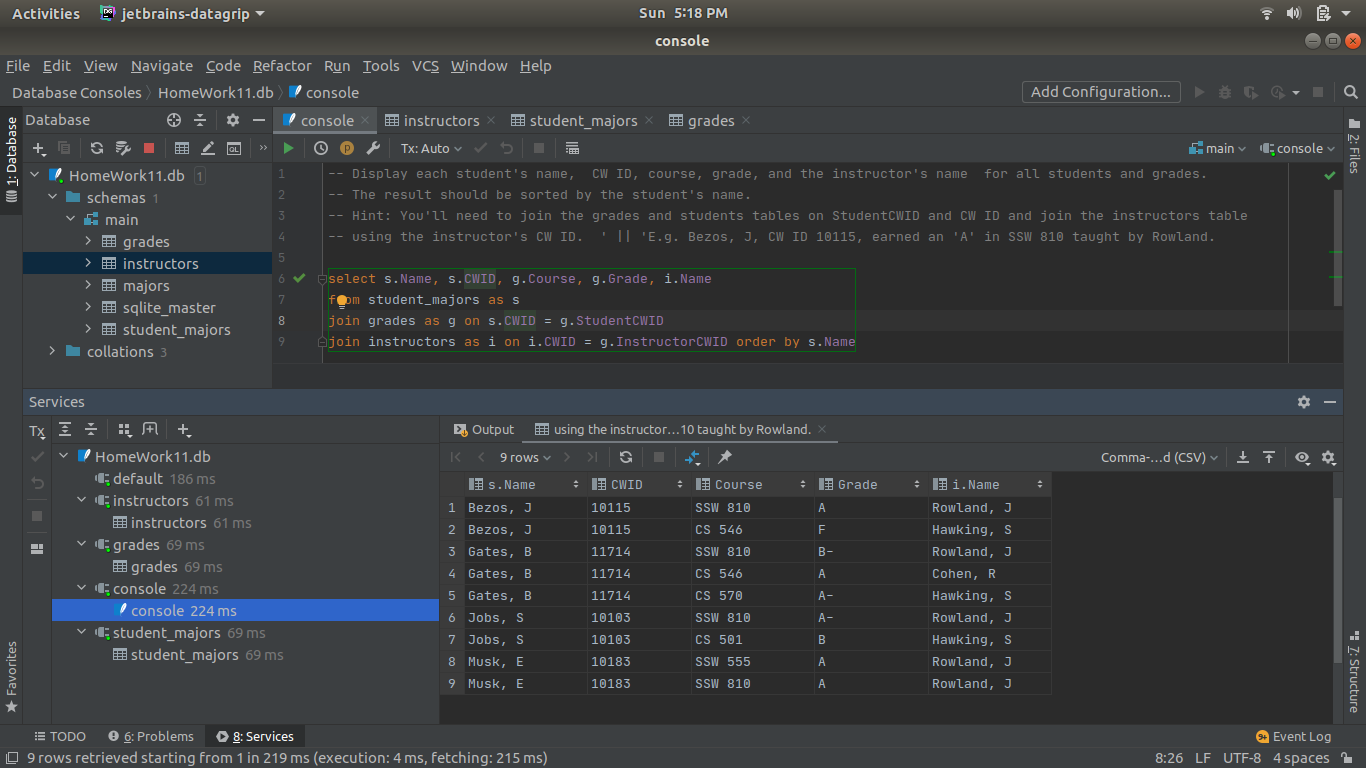 Activities jetbrains-datagrip Sun 5:18 PM
console
File Edit View Navigate Code Refactor Run Tools VCS Window Help
Database Consoles HomeWork11.db console Add Configuration...
1: Database
Database
console instructors student_majors grades
2: Files
Tx: Auto main console
HomeWork11.db 1
schemas 1
main
grades
instructors
majors
sqlite_master
student_majors
collations 3
1 -- Display each student's name,  CW ID, course, grade, and the instructor's name  for all students and grades.
2 -- The result should be sorted by the student's name.
3 -- Hint: You'll need to join the grades and students tables on StudentCWID and CW ID and join the instructors table
4 -- using the instructor's CW ID.  ' || 'E.g. Bezos, J, CW ID 10115, earned an 'A' in SSW 810 taught by Rowland.
5
6 select s.Name, s.CWID, g.Course, g.Grade, i.Name
7 from student_majors as s
8 join grades as g on s.CWID = g.StudentCWID
9 join instructors as i on i.CWID = g.InstructorCWID order by s.Name
Services
Tx
HomeWork11.db
default 186 ms
instructors 61 ms
instructors 61 ms
grades 69 ms
grades 69 ms
console 224 ms
console 224 ms
student_majors 69 ms
student_majors 69 ms
Output using the instructor...10 taught by Rowland.
9 rows Comma-...d (CSV)
s.Name CWID Course Grade i.Name
1 Bezos, J 10115 SSW 810 A Rowland, J
2 Bezos, J 10115 CS 546 F Hawking, S
3 Gates, B 11714 SSW 810 B- Rowland, J
4 Gates, B 11714 CS 546 A Cohen, R
5 Gates, B 11714 CS 570 A- Hawking, S
6 Jobs, S 10103 SSW 810 A- Rowland, J
7 Jobs, S 10103 CS 501 B Hawking, S
8 Musk, E 10183 SSW 555 A Rowland, J
9 Musk, E 10183 SSW 810 A Rowland, J
Favorites
7: Structure
TODO 6: Problems 8: Services 9+ Event Log
9 rows retrieved starting from 1 in 219 ms (execution: 4 ms, fetching: 215 ms) 8:26 LF UTF-8 4 spaces